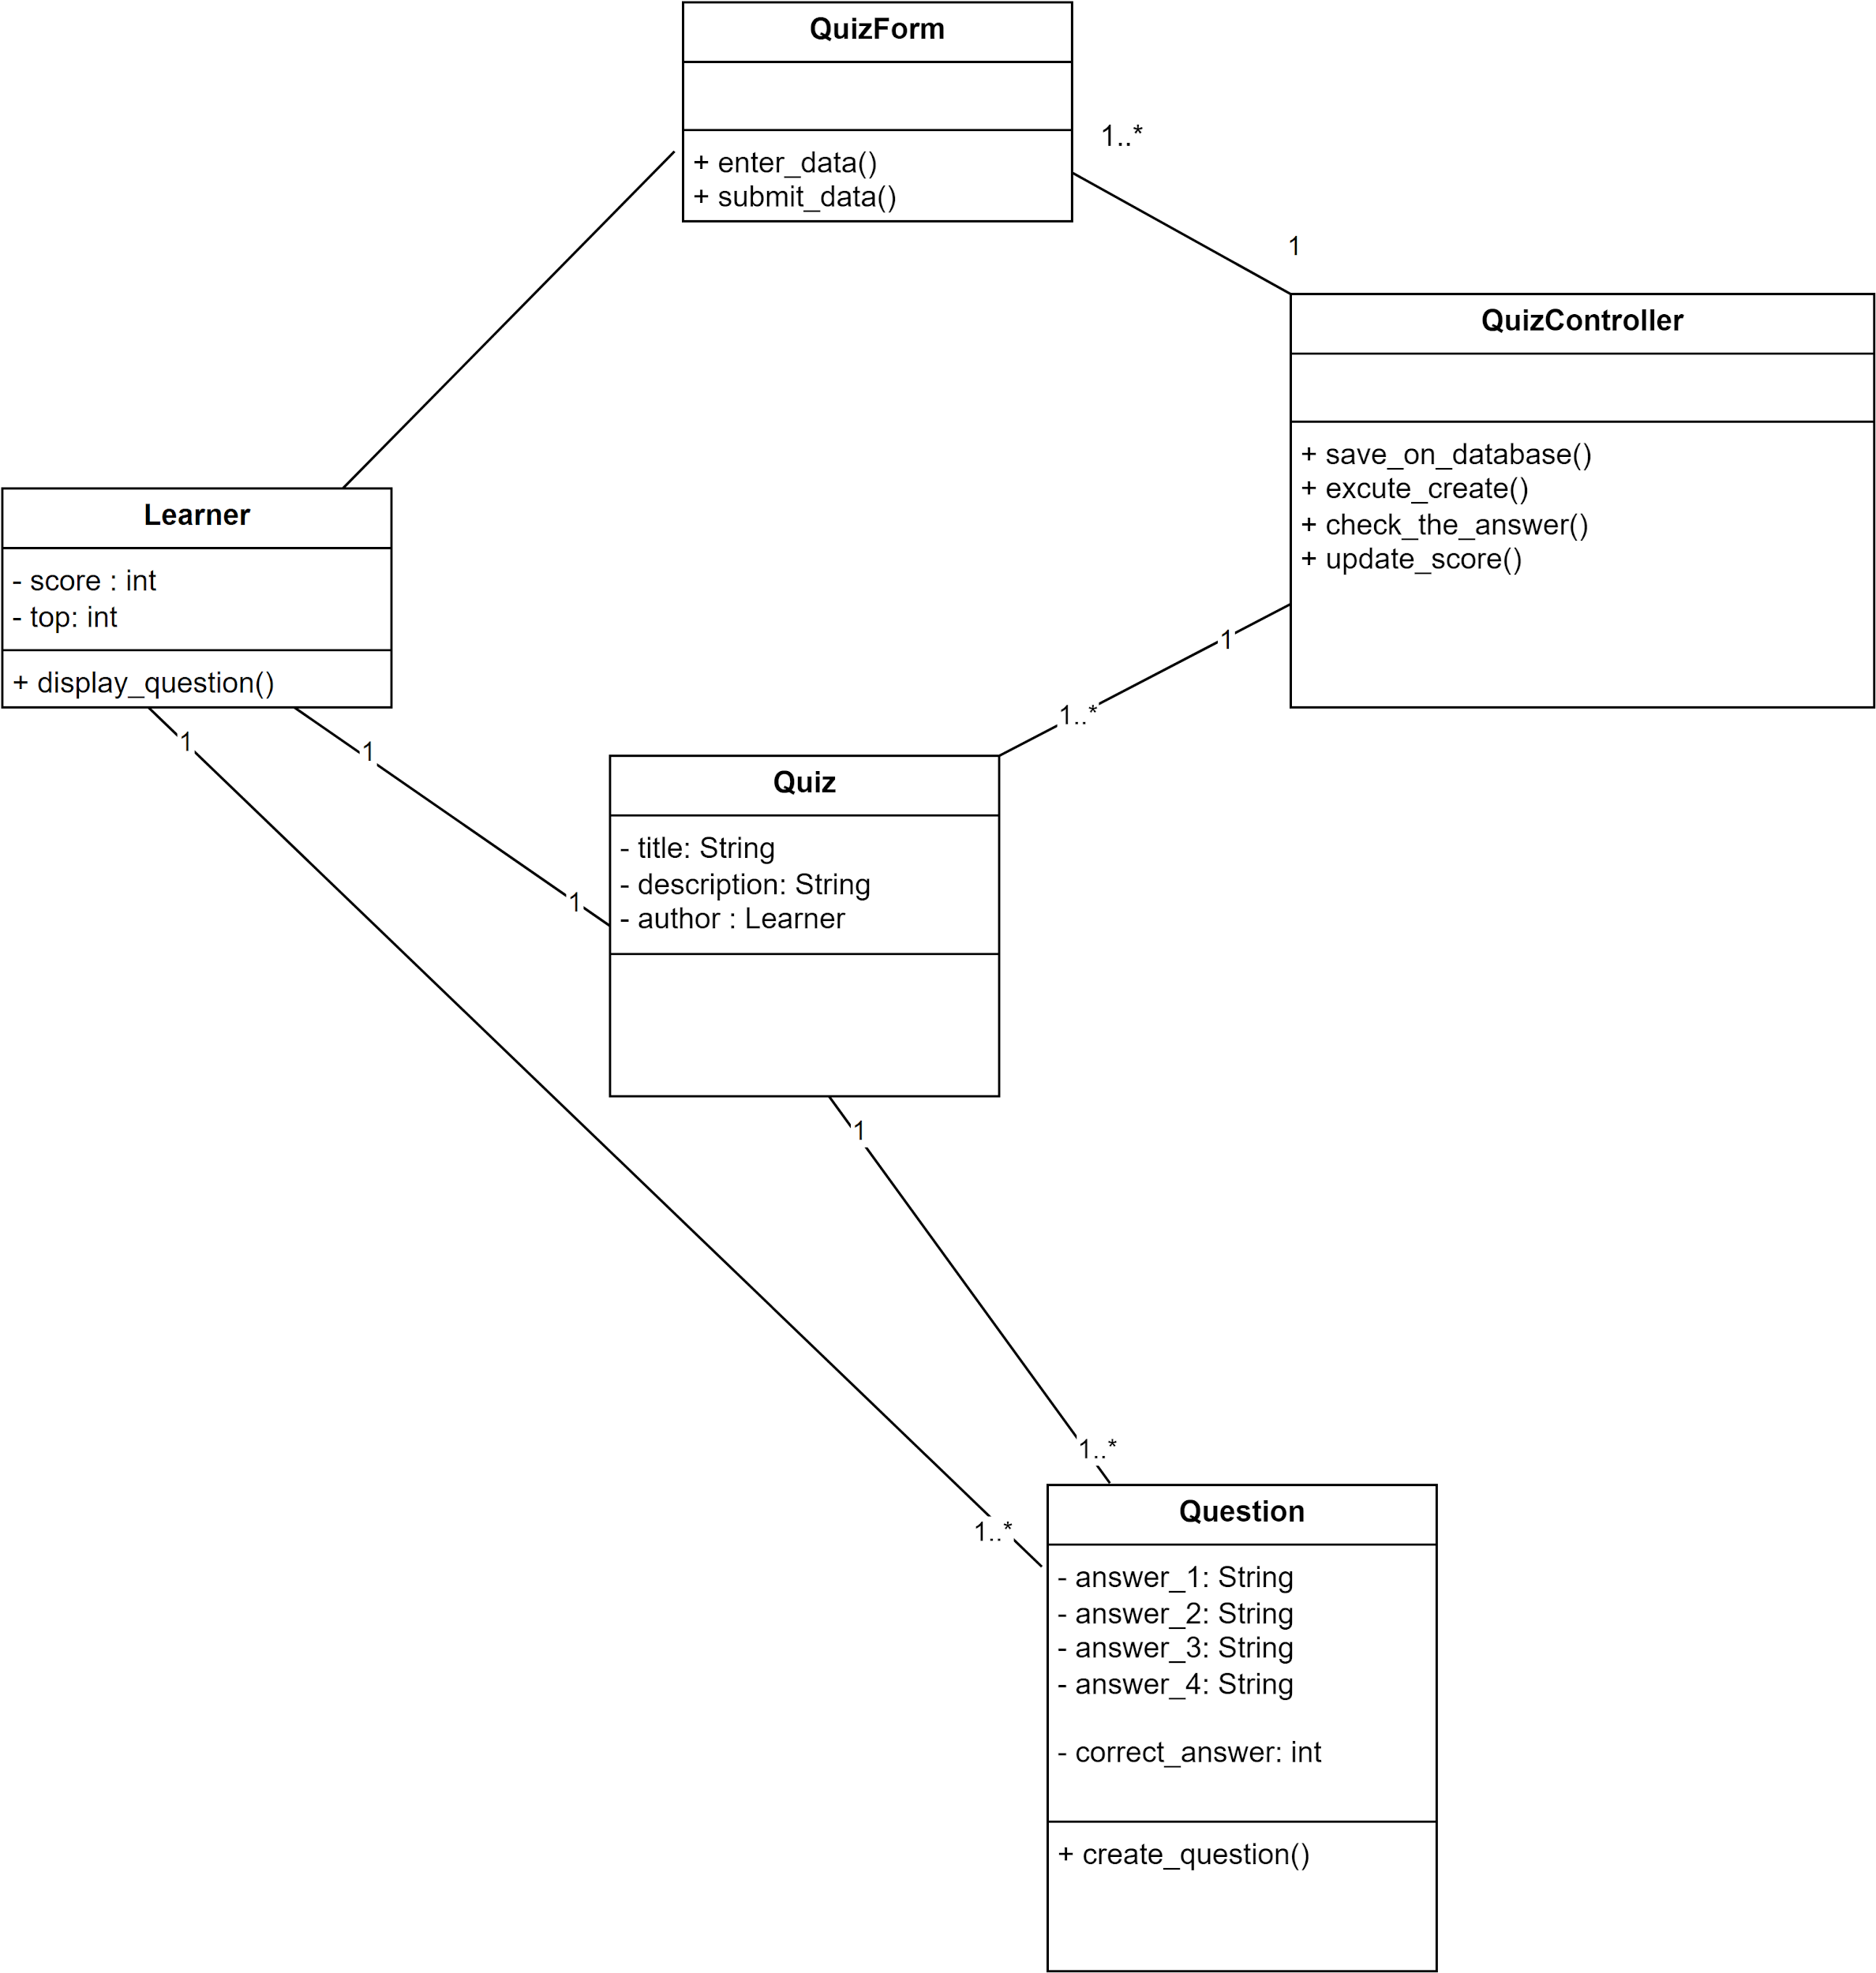 QuizForm
+ enter_data()
+ submit_data()
1..*
1
QuizController
+ save_on_database()
+ excute_create()
+ check_the_answer()
+ update_score()
Learner
- score : int
- top: int
+ display_question()
1
1..*
1
1
1
Quiz
- title: String
- description: String
- author : Learner
1
1..*
1..*
Question
- answer_1: String
- answer_2: String
- answer_3: String
- answer_4: String
- correct_answer: int
+ create_question()